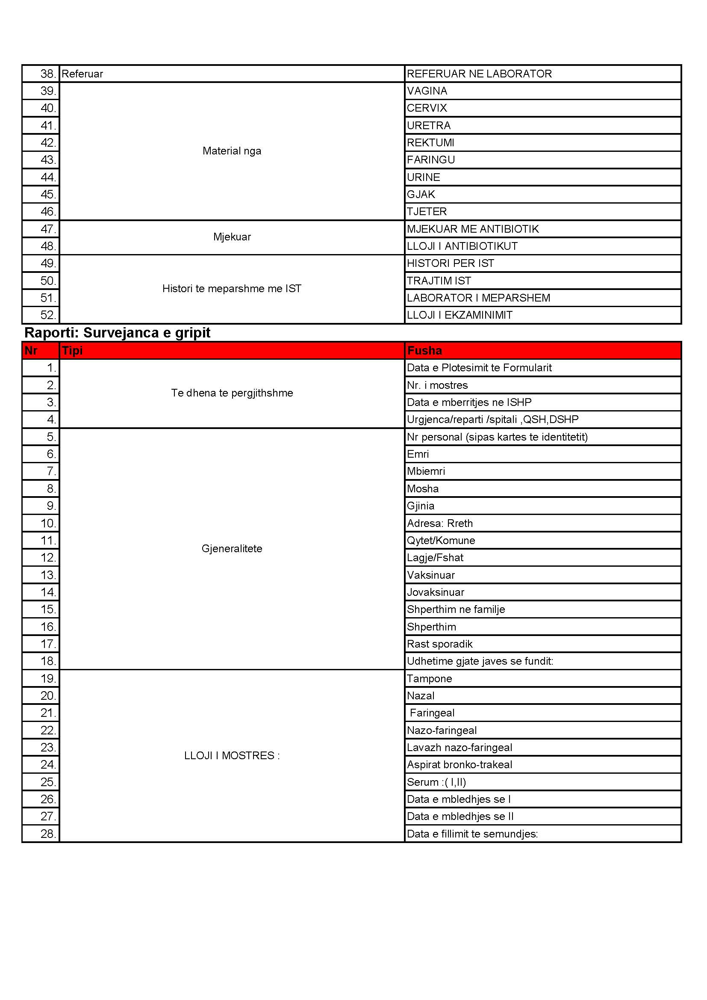 38. Referuar REFERUAR NE LABORATOR
39. VAGINA
40. CERVIX
41. URETRA
42. REKTUMI
Material nga
43. FARINGU
44. URINE
45. GJAK
46. TJETER
47. MJEKUAR ME ANTIBIOTIK
Mjekuar
48. LLOJI I ANTIBIOTIKUT
49. HISTORI PER IST
50. TRAJTIM IST
Histori te meparshme me IST
51. LABORATOR I MEPARSHEM
52. LLOJI I EKZAMINIMIT
Raporti: Survejanca e gripit
Nr Tipi Fusha
1. Data e Plotesimit te Formularit
2. Nr. i mostres
Te dhena te pergjithshme
3. Data e mberritjes ne ISHP
4. Urgjenca/reparti /spitali ,QSH,DSHP
5. Nr personal (sipas kartes te identitetit)
6. Emri
7. Mbiemri
8. Mosha
9. Gjinia
10. Adresa: Rreth
11. Qytet/Komune
Gjeneralitete
12. Lagje/Fshat
13. Vaksinuar
14. Jovaksinuar
15. Shperthim ne familje
16. Shperthim
17. Rast sporadik
18. Udhetime gjate javes se fundit:
19. Tampone
20. Nazal
21. Faringeal
22. Nazo-faringeal
23. Lavazh nazo-faringeal
LLOJI I MOSTRES :
24. Aspirat bronko-trakeal
25. Serum :( I,II)
26. Data e mbledhjes se I
27. Data e mbledhjes se II
28. Data e fillimit te semundjes: